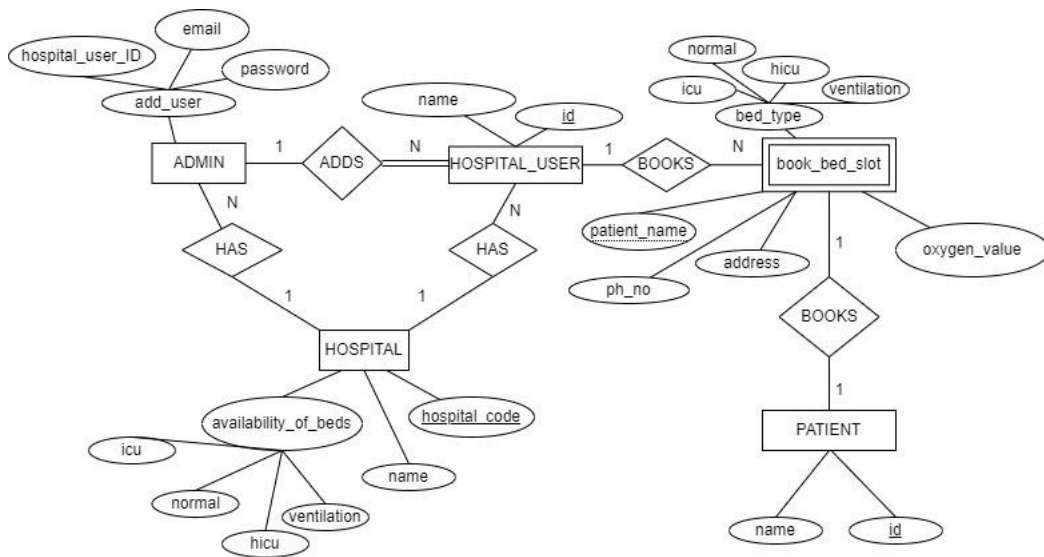 email
normal
hospital_user_ID
hicu
password
icu
ventilation
name
add_user
id
bed_type
ADMIN
1
ADDS
N
HOSPITAL_USER
1
BOOKS
N
book_bed_slot
N
N
patient_name
HAS
HAS
address
1
oxygen_value
ph_no
1
1
BOOKS
HOSPITAL
1
availability_of_beds
hospital_code
PATIENT
icu
name
normal
ventilation
hicu
name
id